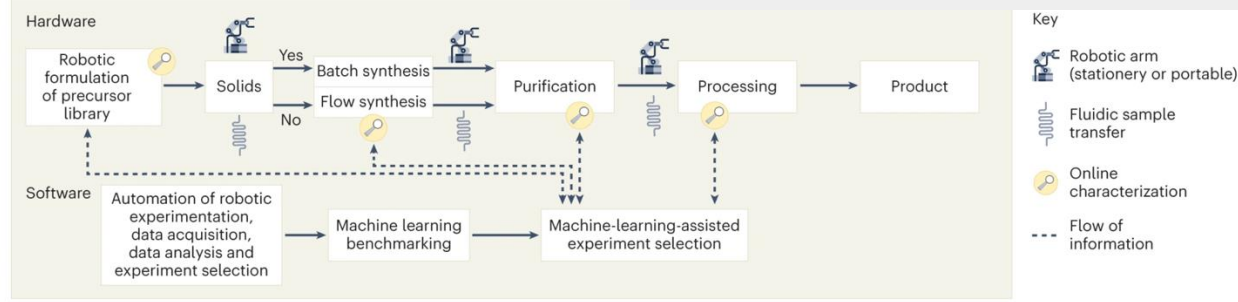 Hardware
Robotic
formulation
of precursor
library
Solids
Yes
No
Batch synthesis
Flow synthesis
Purification
Processing
Product
Software
Automation of robotic
experimentation,
data acquisition,
data analysis and
experiment selection
Machine learning
benchmarking
Machine-learning-assisted
experiment selection
Key
Robotic arm
(stationery or portable)
Fluidic sample
transfer
Online
characterization
Flow of
information